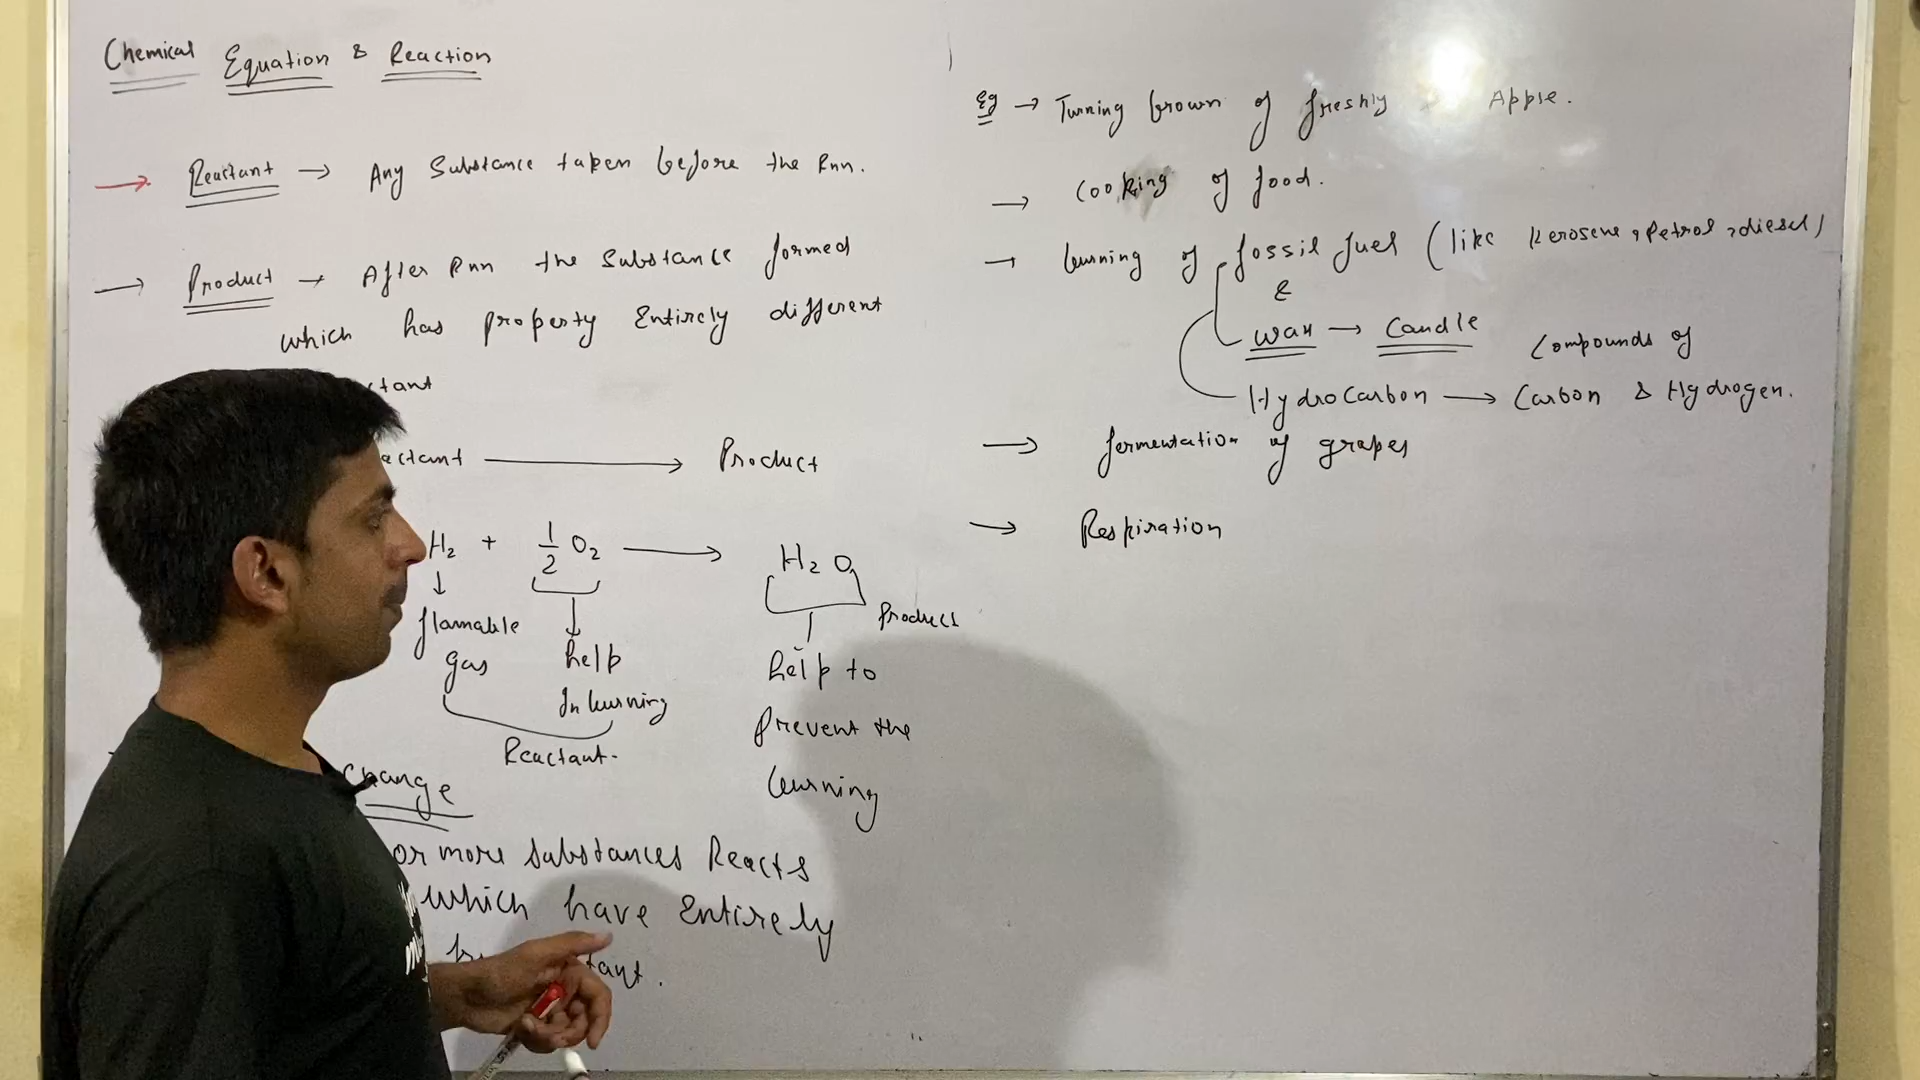 Chemical Equation & Reaction
→ Reactant → Any Substance taken before the Rnn.
→ Product → After Rnn the Substance formed
which has property Entirely different
ctant
actant → Product
H₂ + 1/2 O₂ → H₂O
Product
↓ flamable gas
↓ help In burning
Reactant.
help to
prevent the
burning
Change
or more substances Reacts
which have Entirely
tant.
Eg → Turning brown of freshly Apple.
→ Cooking of food.
→ burning of fossil fuel (like Kerosene, Petrol, diesel)
&
wax → Candle
Compounds of
Hydrocarbon → Carbon & Hydrogen.
→ fermentation of grapes
→ Respiration